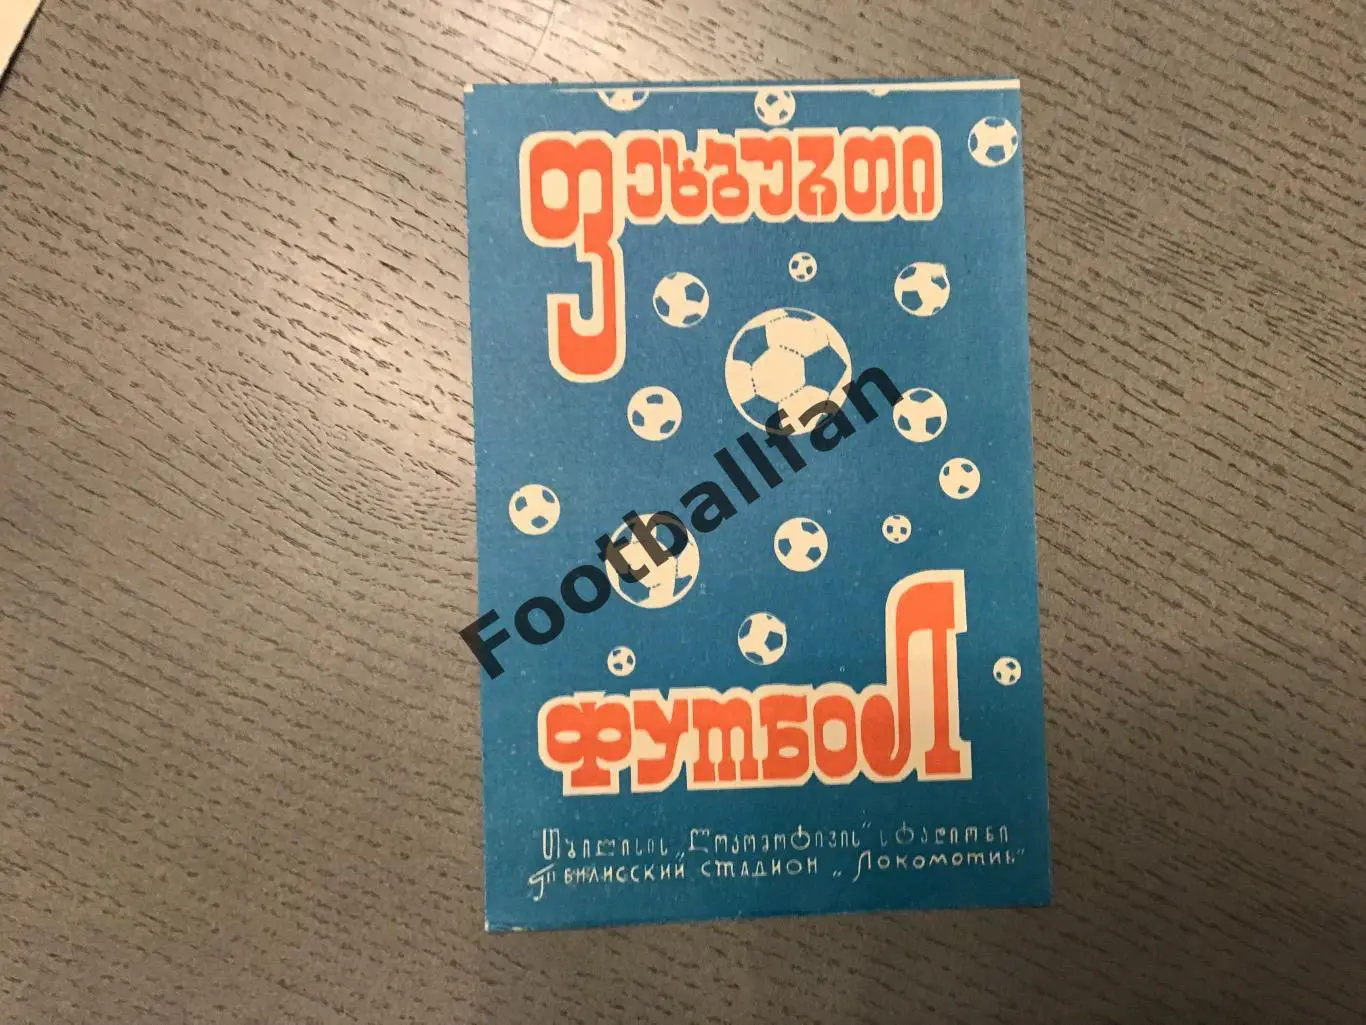 ფეხბურთი
Footballfan
ФУТБОЛ
თბილისის „ლოკომოტივის“ სტადიონი
Тбилисский стадион „Локомотив“